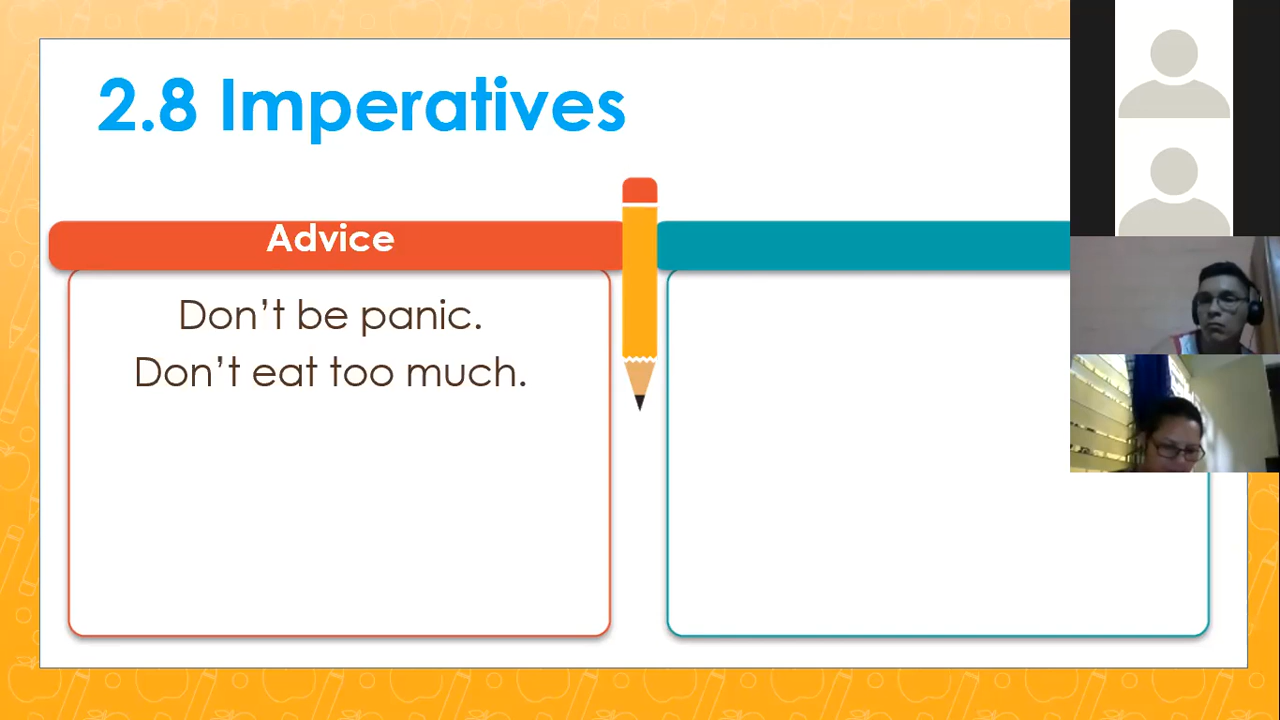 2.8 Imperatives
Advice
Don’t be panic.
Don’t eat too much.